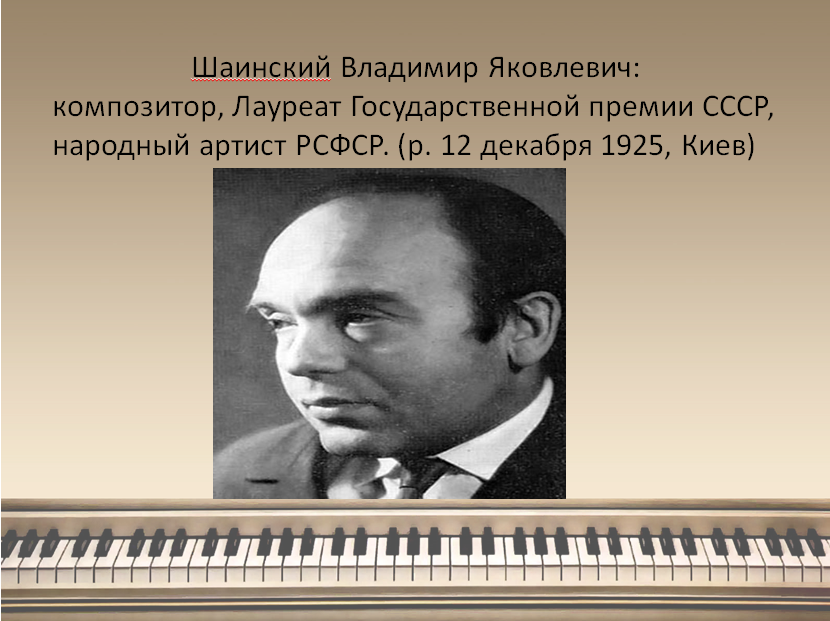 Шаинский Владимир Яковлевич:
композитор, Лауреат Государственной премии СССР,
народный артист РСФСР. (р. 12 декабря 1925, Киев)